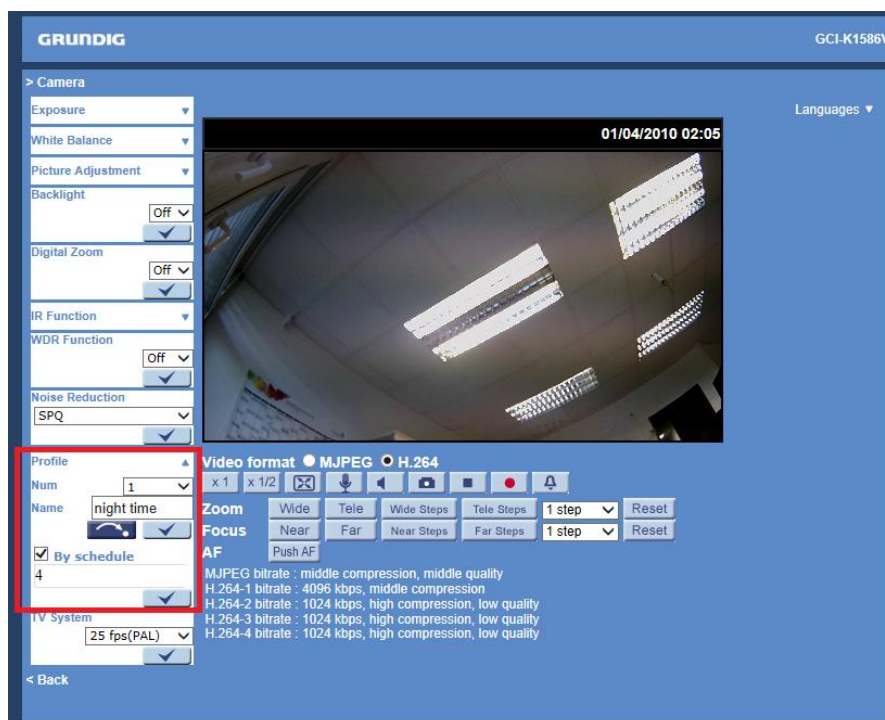 GRUNDIG
GCI-K1586V
> Camera
Languages
Exposure
White Balance
Picture Adjustment
Backlight
Off
Digital Zoom
Off
IR Function
WDR Function
Off
Noise Reduction
SPQ
Profile
Num 1
Name night time
By schedule
4
TV System
25 fps(PAL)
< Back
01/04/2010 02:05
Video format MJPEG H.264
x 1 x 1/2
Zoom Wide Tele Wide Steps Tele Steps 1 step Reset
Focus Near Far Near Steps Far Steps 1 step Reset
AF Push AF
MJPEG bitrate : middle compression, middle quality
H.264-1 bitrate : 4096 kbps, middle compression
H.264-2 bitrate : 1024 kbps, high compression, low quality
H.264-3 bitrate : 1024 kbps, high compression, low quality
H.264-4 bitrate : 1024 kbps, high compression, low quality